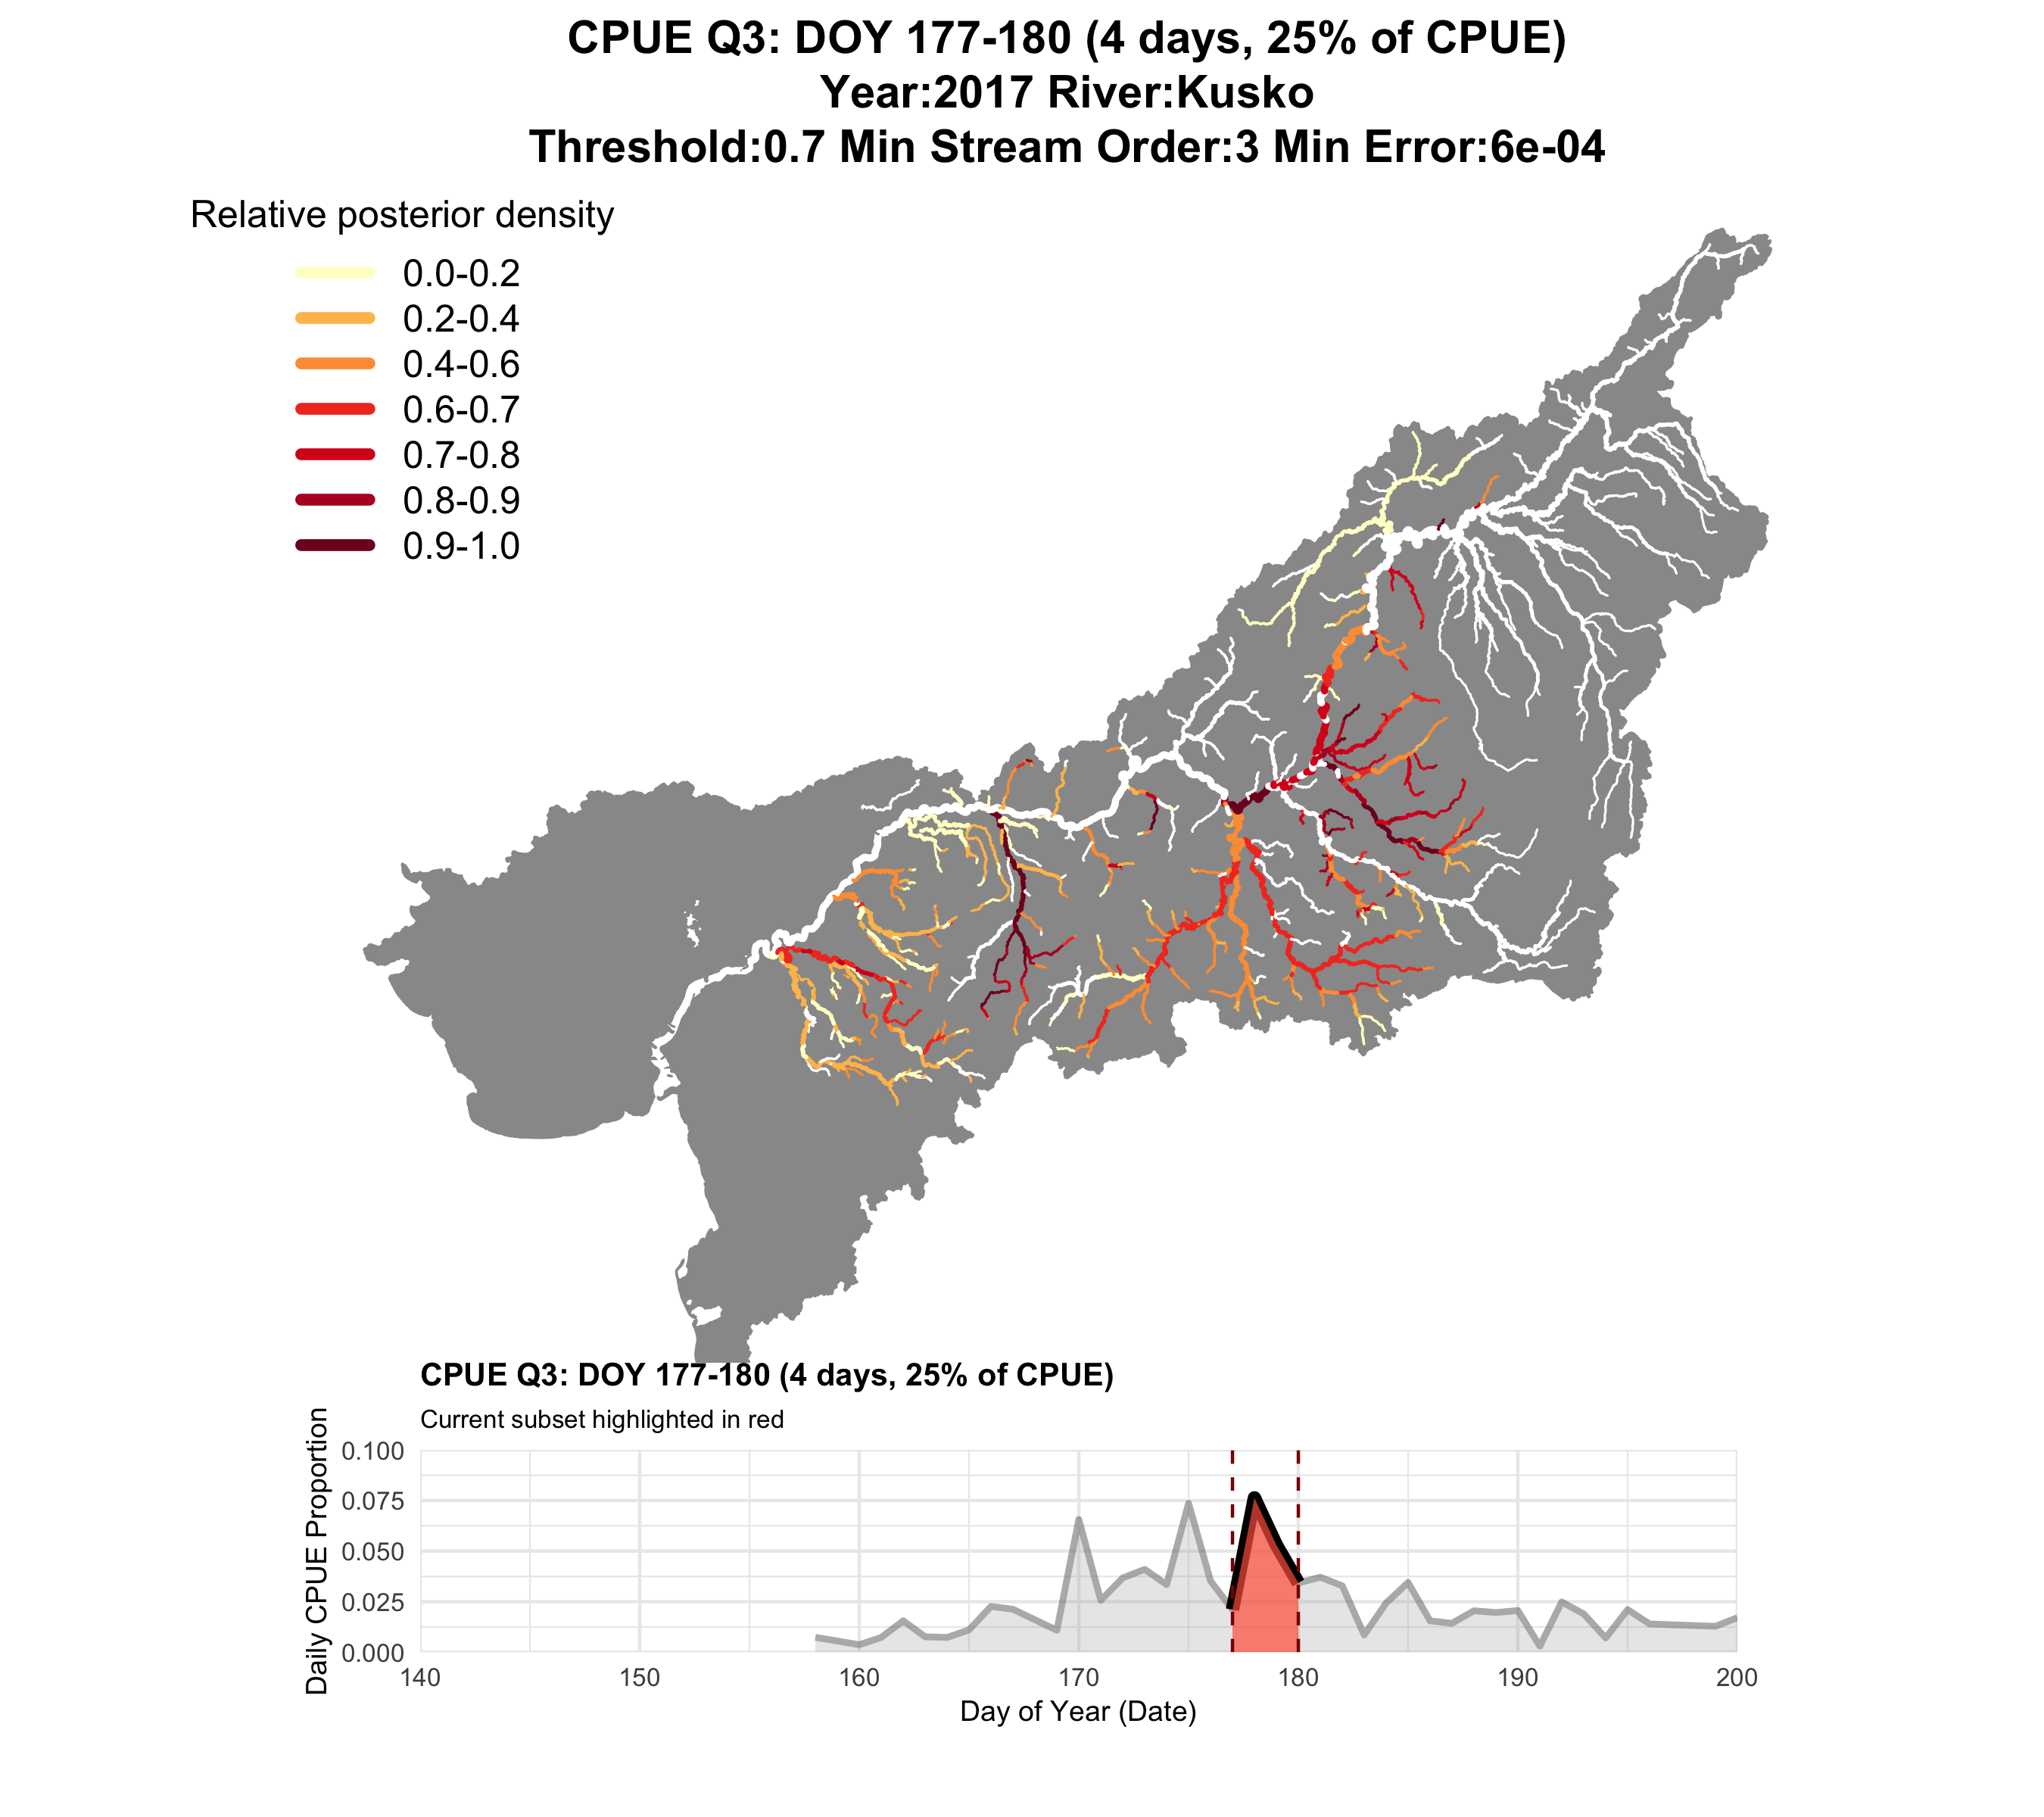 CPUE Q3: DOY 177-180 (4 days, 25% of CPUE)
Year:2017 River:Kusko
Threshold:0.7 Min Stream Order:3 Min Error:6e-04
Relative posterior density
0.0-0.2
0.2-0.4
0.4-0.6
0.6-0.7
0.7-0.8
0.8-0.9
0.9-1.0
CPUE Q3: DOY 177-180 (4 days, 25% of CPUE)
Current subset highlighted in red
Daily CPUE Proportion
0.100
0.075
0.050
0.025
0.000
140 150 160 170 180 190 200
Day of Year (Date)